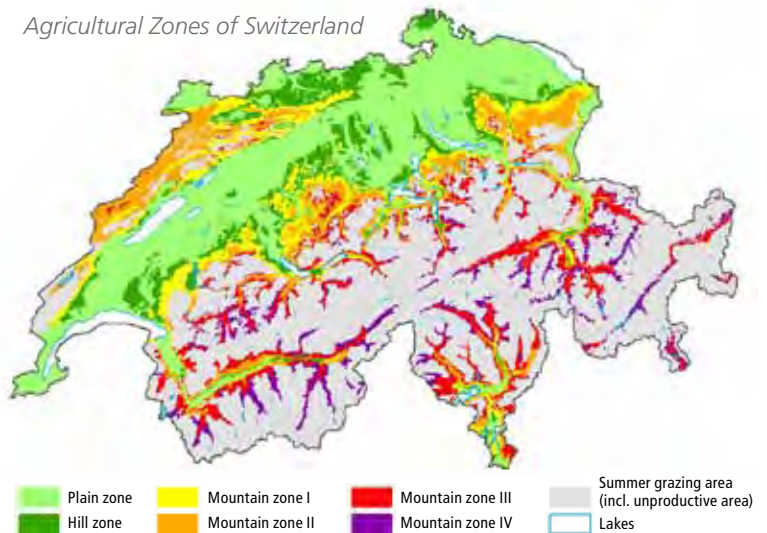 Agricultural Zones of Switzerland
Plain zone
Hill zone
Mountain zone I
Mountain zone II
Mountain zone III
Mountain zone IV
Summer grazing area
(incl. unproductive area)
Lakes